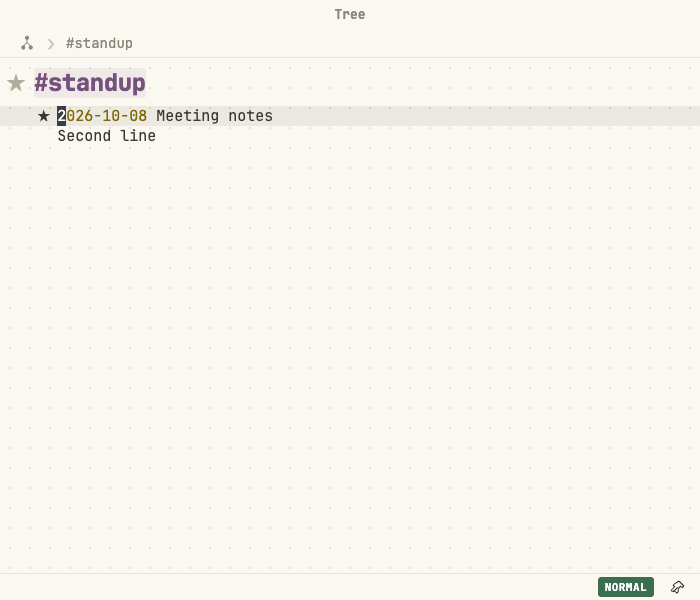 Tree
#standup
#standup
2026-10-08 Meeting notes
Second line
NORMAL